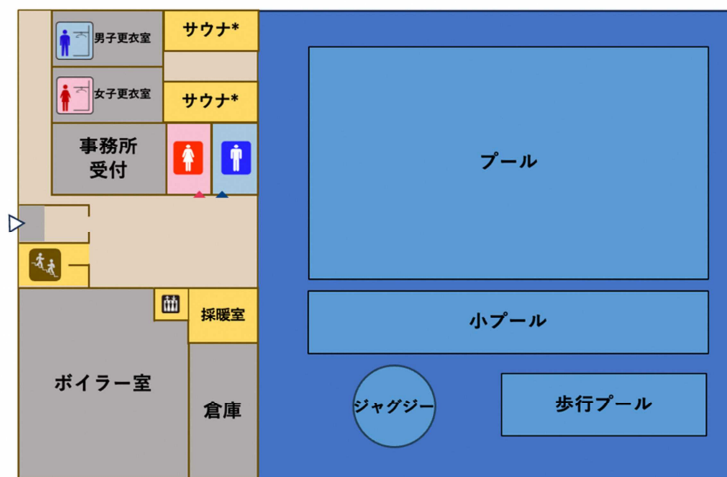 男子更衣室
サウナ*
女子更衣室
サウナ*
事務所
受付
プール
小プール
採暖室
ボイラー室
倉庫
ジャグジー
歩行プール